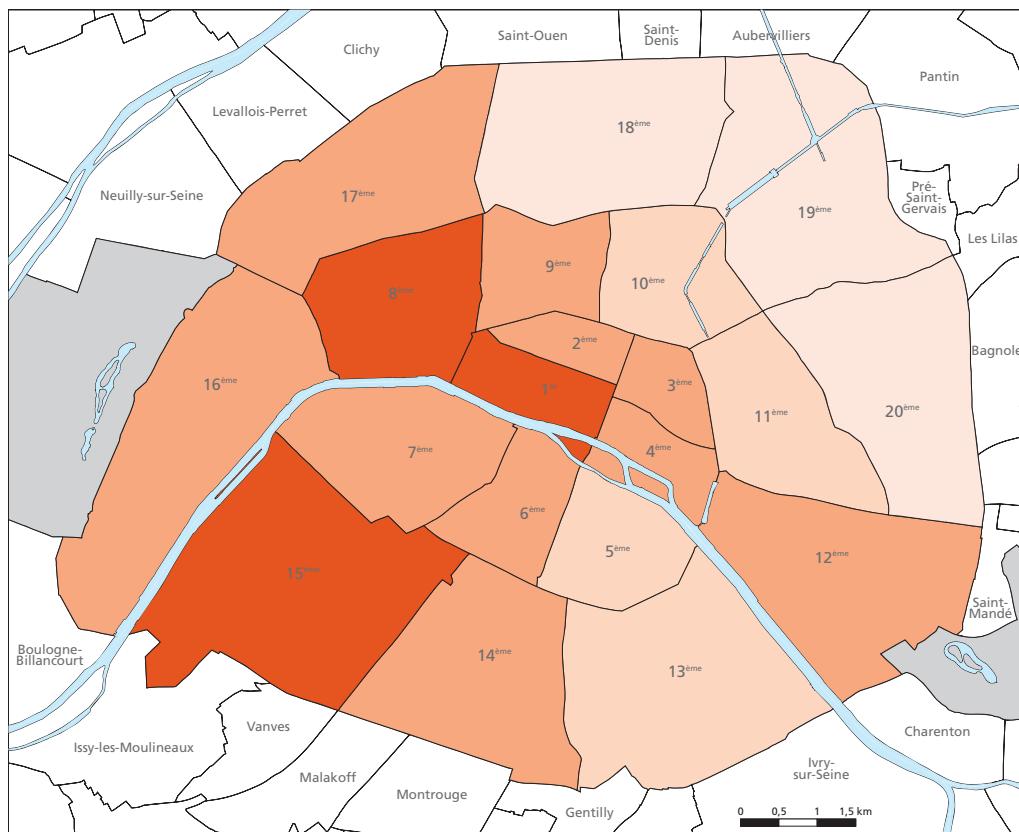 Saint-Ouen
Saint-
Denis
Aubervilliers
Clichy
Pantin
Levallois-Perret
18ème
Neuilly-sur-Seine
17ème
Pré-
Saint-
Gervais
19ème
Les Lilas
9ème
10ème
8ème
2ème
Bagnole
16ème
1er
3ème
11ème
20ème
7ème
4ème
6ème
5ème
12ème
15ème
Saint-
Mandé
Boulogne-
Billancourt
14ème
13ème
Vanves
Charenton
Issy-les-Moulineaux
Malakoff
Ivry-
sur-Seine
Montrouge
Gentilly
0 0,5 1 1,5 km